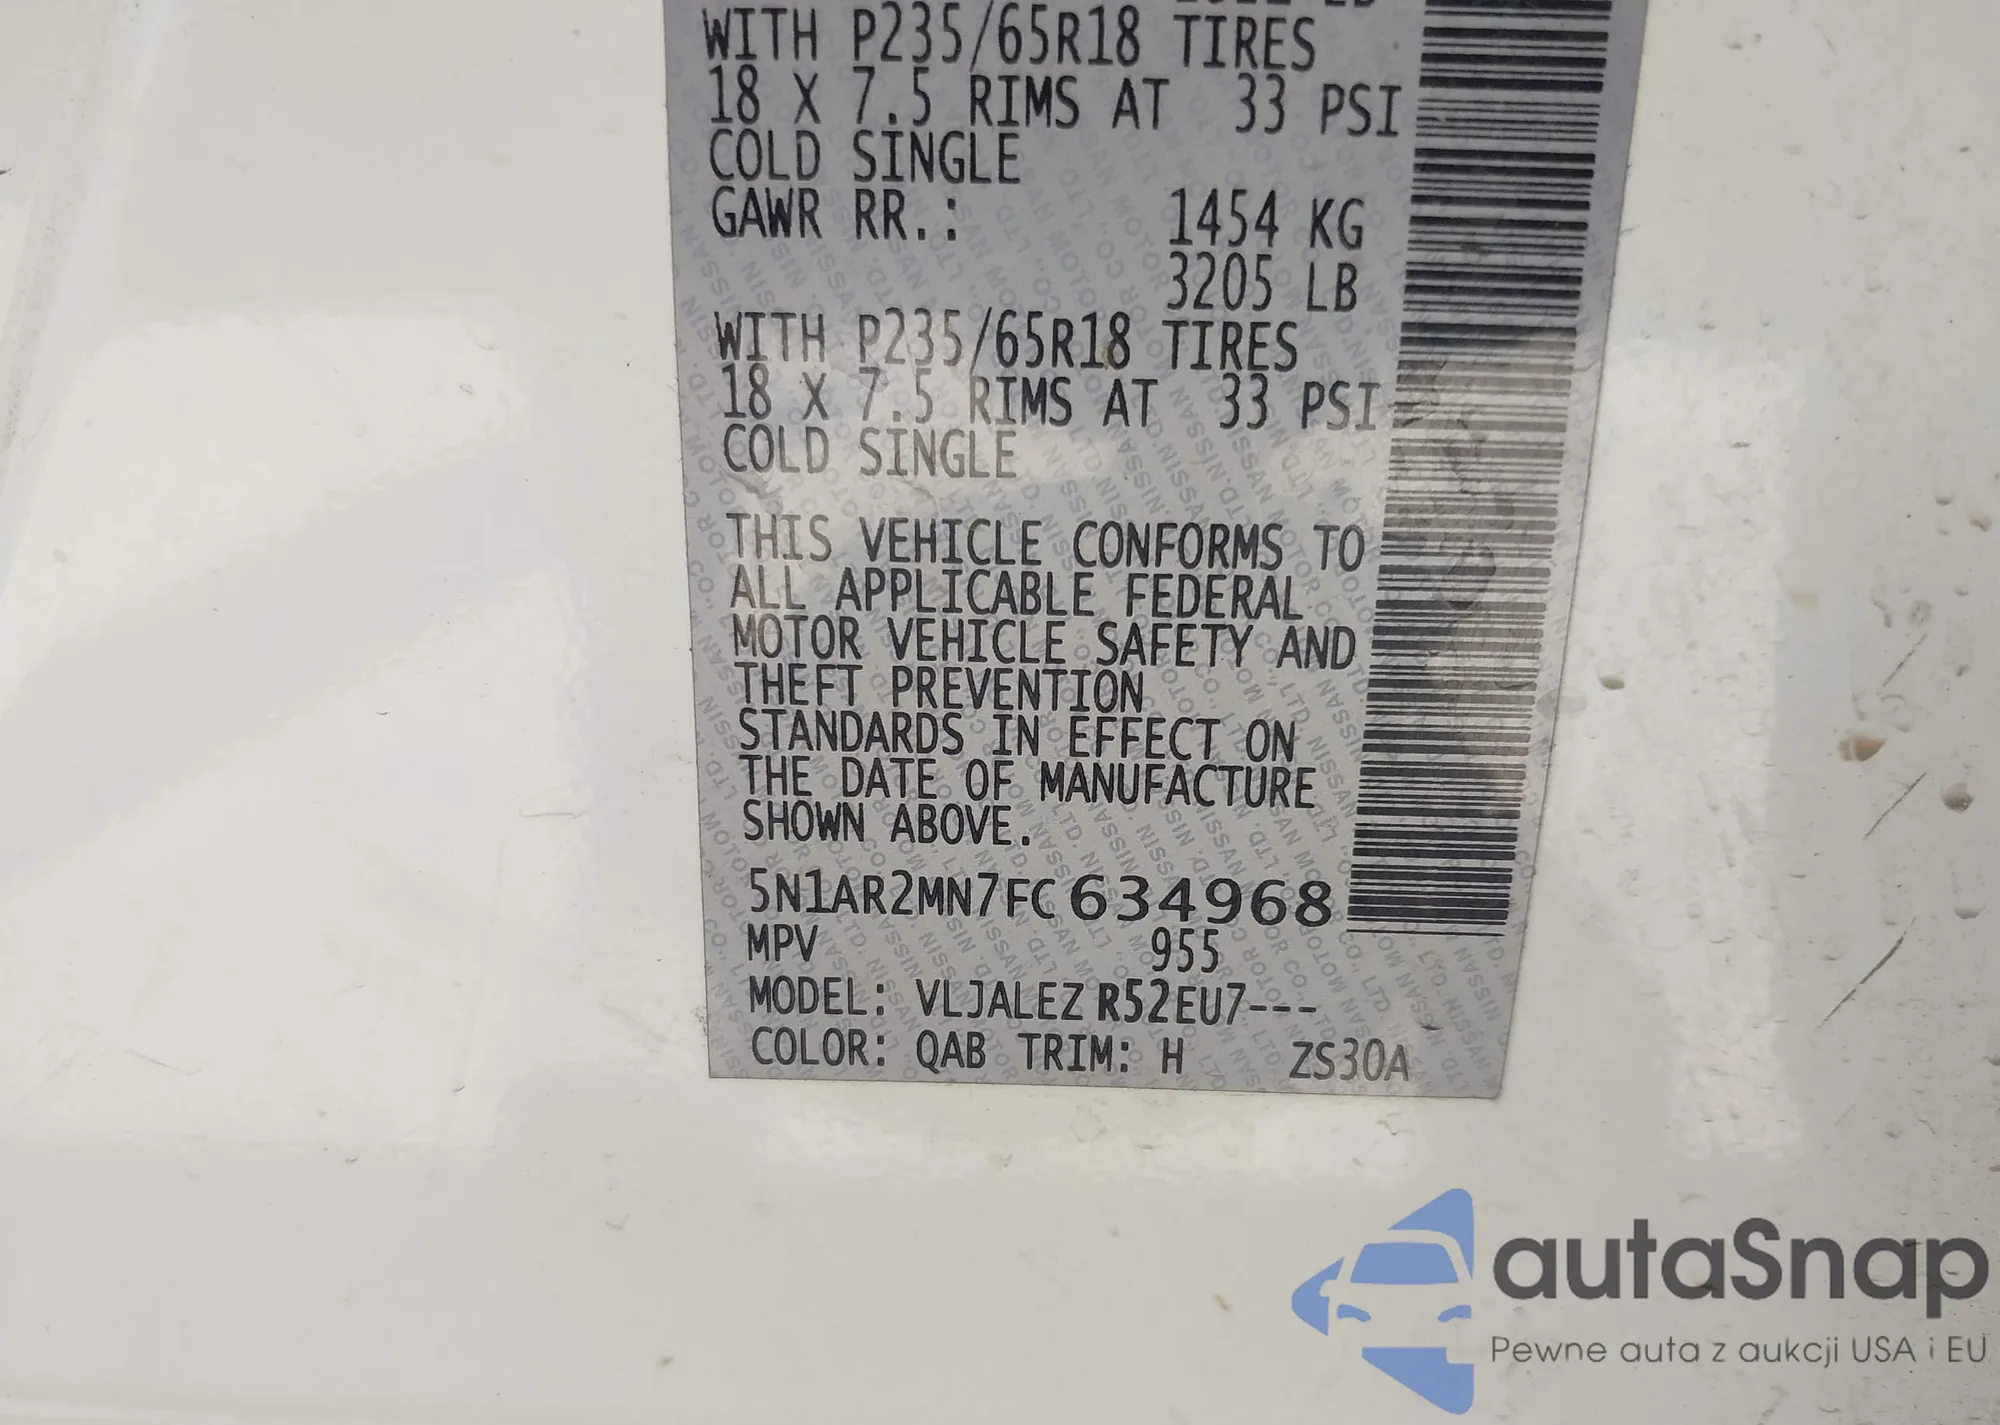 WITH P235/65R18 TIRES
18 X 7.5 RIMS AT 33 PSI
COLD SINGLE
GAWR RR.: 1454 KG
3205 LB
WITH P235/65R18 TIRES
18 X 7.5 RIMS AT 33 PSI
COLD SINGLE
THIS VEHICLE CONFORMS TO
ALL APPLICABLE FEDERAL
MOTOR VEHICLE SAFETY AND
THEFT PREVENTION
STANDARDS IN EFFECT ON
THE DATE OF MANUFACTURE
SHOWN ABOVE.
5N1AR2MN7FC634968
MPV 955
MODEL: VLJALEZ R52EU7---
COLOR: QAB TRIM: H ZS30A
autaSnap
Pewne auta z aukcji USA i EU